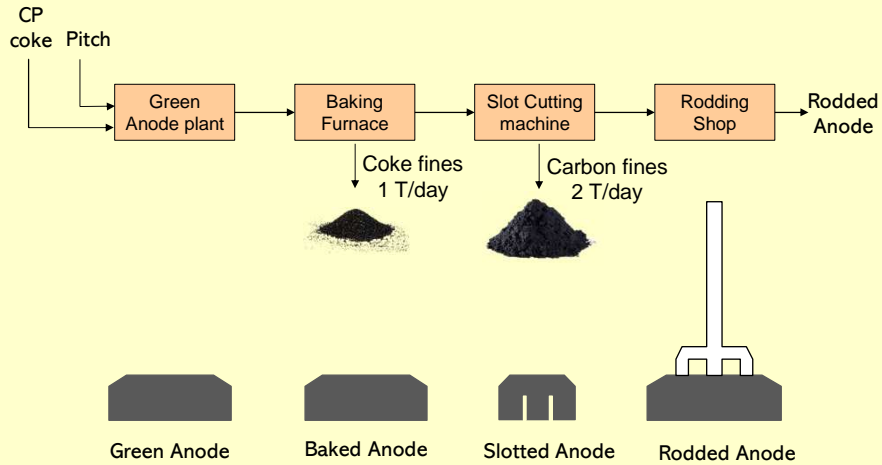 CP
coke
Pitch
Green
Anode plant
Baking
Furnace
Slot Cutting
machine
Rodding
Shop
Rodded
Anode
Coke fines
1 T/day
Carbon fines
2 T/day
Green Anode
Baked Anode
Slotted Anode
Rodded Anode